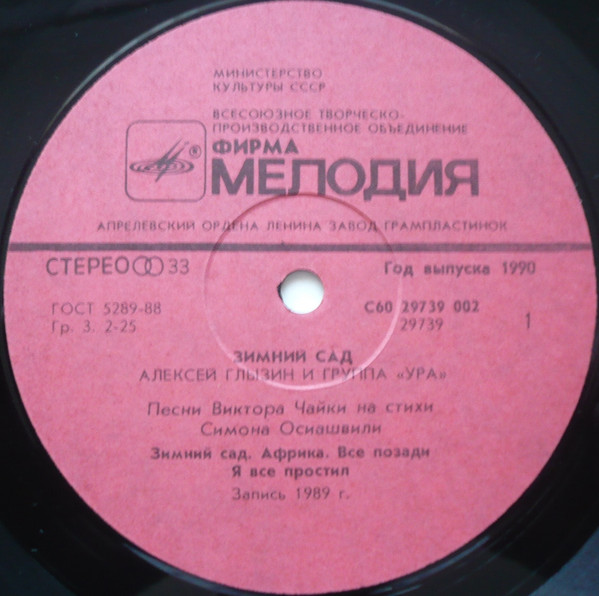 МИНИСТЕРСТВО
КУЛЬТУРЫ СССР
ВСЕСОЮЗНОЕ ТВОРЧЕСКО-
ПРОИЗВОДСТВЕННОЕ ОБЪЕДИНЕНИЕ
ФИРМА
МЕЛОДИЯ
АПРЕЛЕВСКИЙ ОРДЕНА ЛЕНИНА ЗАВОД ГРАМПЛАСТИНОК
СТЕРЕО 33
Год выпуска 1990
ГОСТ 5289-88
Гр. 3. 2-25
С60 29739 002
29739
1
ЗИМНИЙ САД
АЛЕКСЕЙ ГЛЫЗИН И ГРУППА «УРА»
Песни Виктора Чайки на стихи
Симона Осиашвили
Зимний сад. Африка. Все позади
Я все простил
Запись 1989 г.